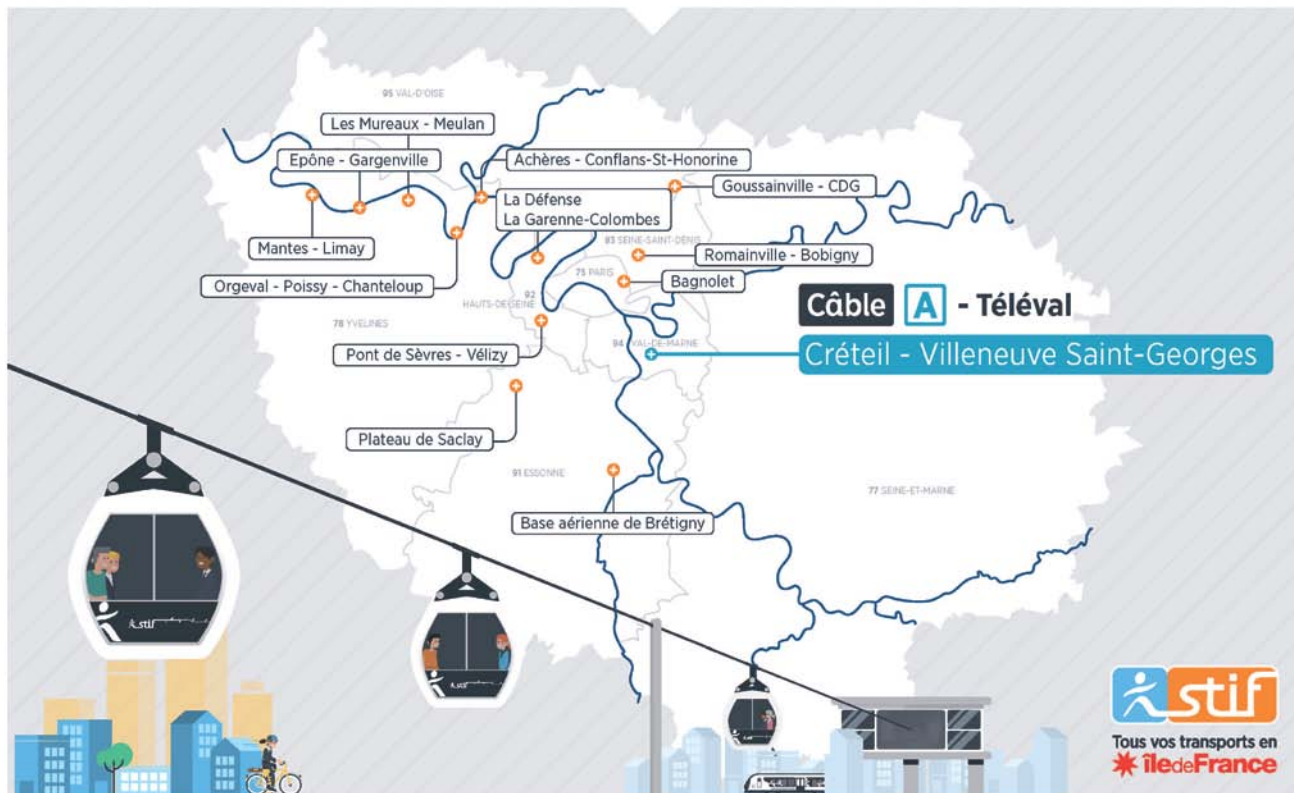 95 VAL-D'OISE
Les Mureaux - Meulan
Epône - Gargenville
Achères - Conflans-St-Honorine
Goussainville - CDG
La Défense
La Garenne-Colombes
Mantes - Limay
93 SEINE-SAINT-DENIS
Romainville - Bobigny
Orgeval - Poissy - Chanteloup
75 PARIS
Bagnolet
92
HAUTS-DE-SEINE
78 YVELINES
Câble A - Téléval
94 VAL-DE-MARNE
Pont de Sèvres - Vélizy
Créteil - Villeneuve Saint-Georges
Plateau de Saclay
91 ESSONNE
77 SEINE-ET-MARNE
Base aérienne de Brétigny
stif
stif
stif
stif
Tous vos transports en
îledeFrance